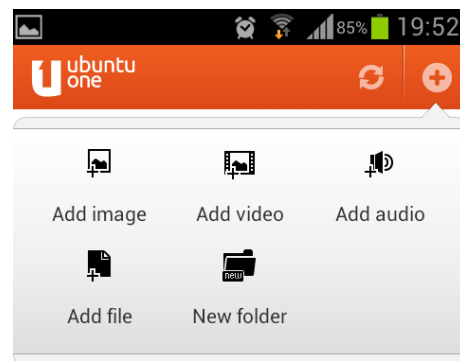 85% 19:52
ubuntu
one
Add image Add video Add audio
new
Add file New folder